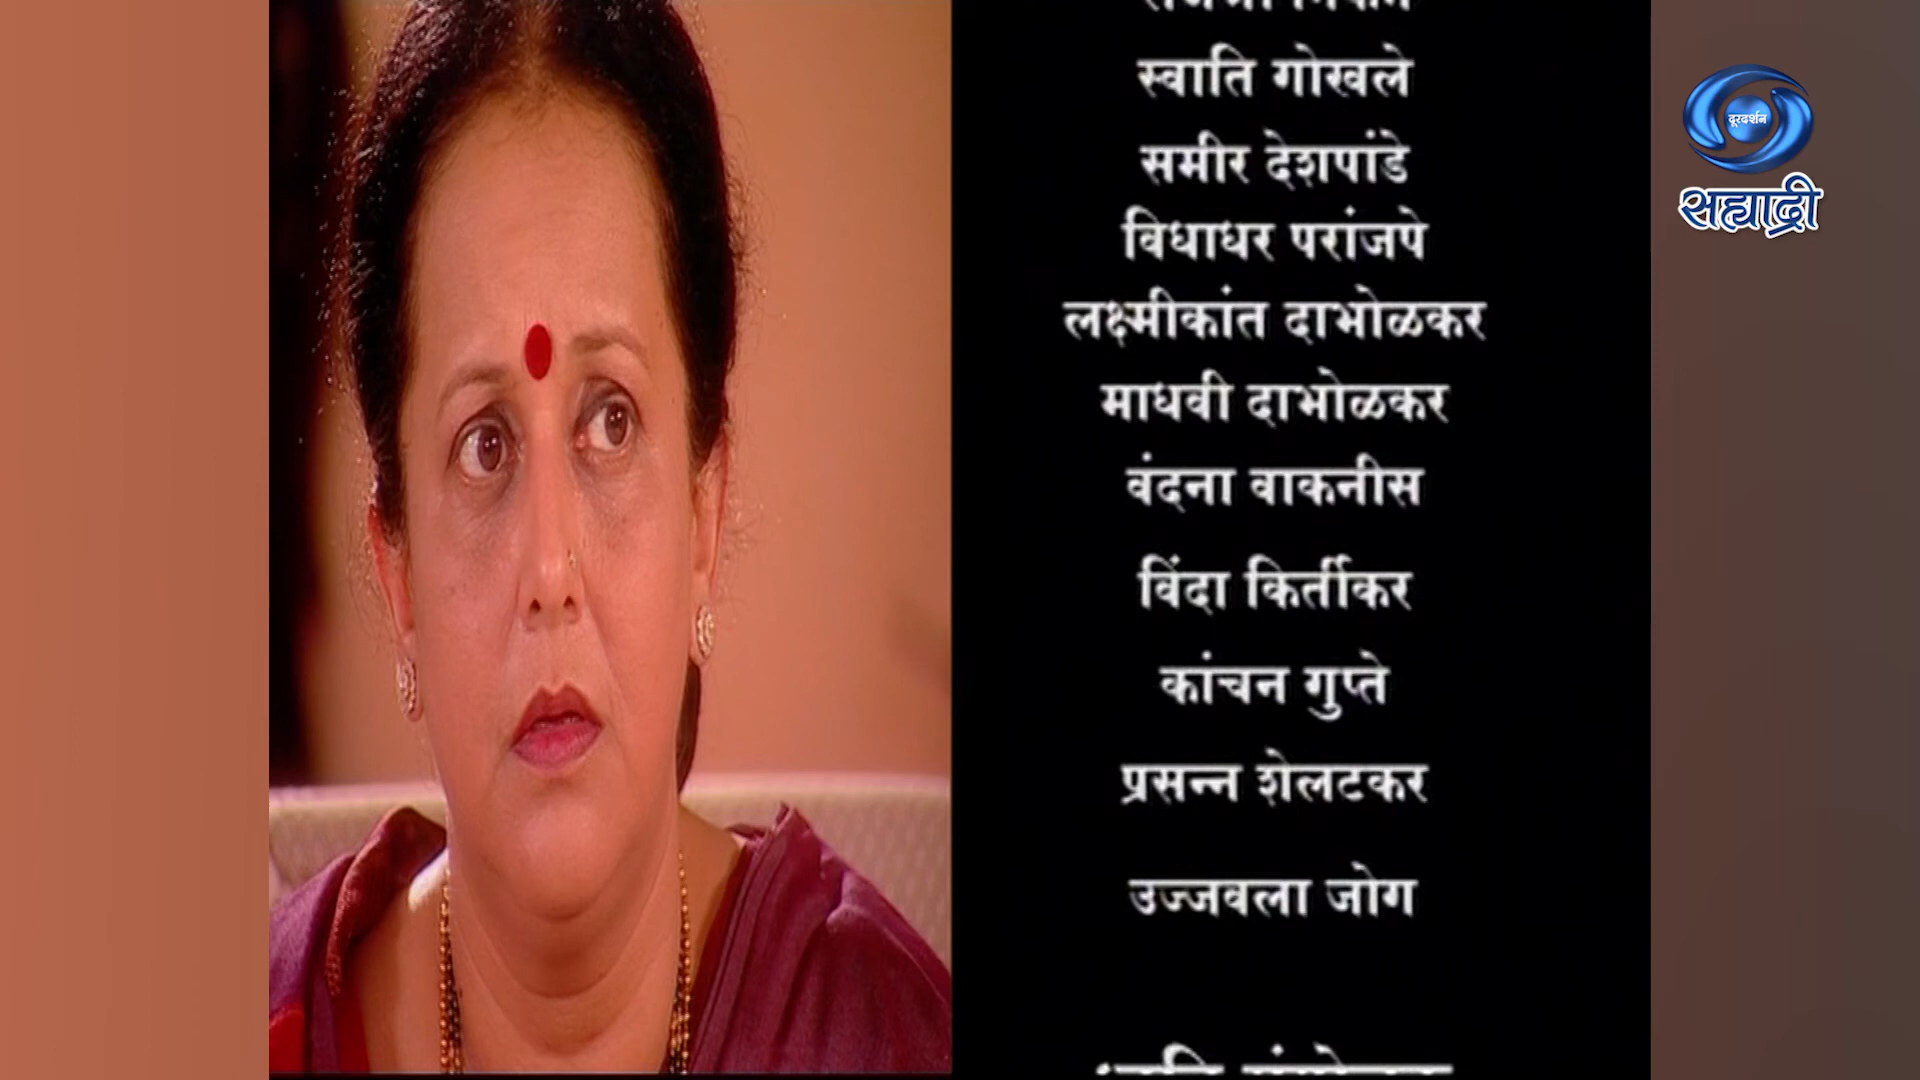 स्वाति गोखले
समीर देशपांडे
विधाधर परांजपे
लक्ष्मीकांत दाभोळकर
माधवी दाभोळकर
वंदना वाकनीस
विंदा किर्तीकर
कांचन गुप्ते
प्रसन्न शेलटकर
उज्जवला जोग
दूरदर्शन
सह्याद्री